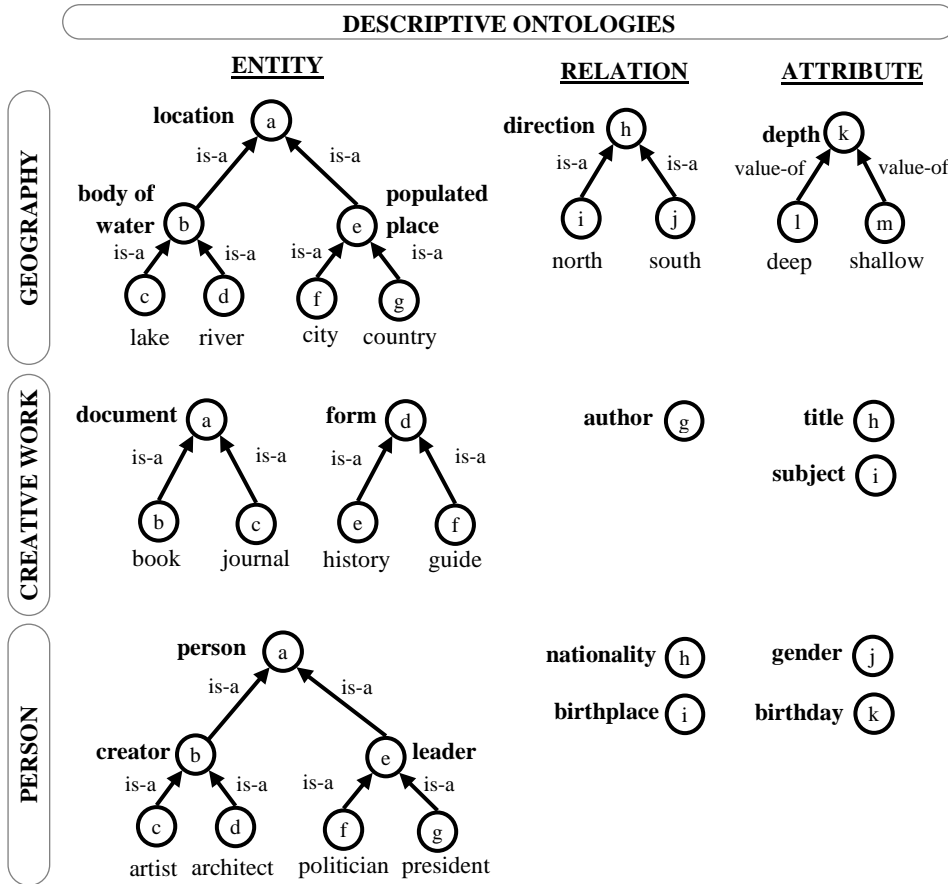 DESCRIPTIVE ONTOLOGIES
ENTITY
RELATION
ATTRIBUTE
GEOGRAPHY
location
a
is-a
is-a
body of
water
b
populated
place
e
is-a
is-a
is-a
is-a
c
d
f
g
lake
river
city
country
direction
h
is-a
is-a
i
j
north
south
depth
k
value-of
value-of
l
m
deep
shallow
CREATIVE WORK
document
a
is-a
is-a
b
c
book
journal
form
d
is-a
is-a
e
f
history
guide
author
g
title
h
subject
i
PERSON
person
a
is-a
is-a
creator
b
leader
e
is-a
is-a
is-a
is-a
c
d
f
g
artist
architect
politician
president
nationality
h
birthplace
i
gender
j
birthday
k